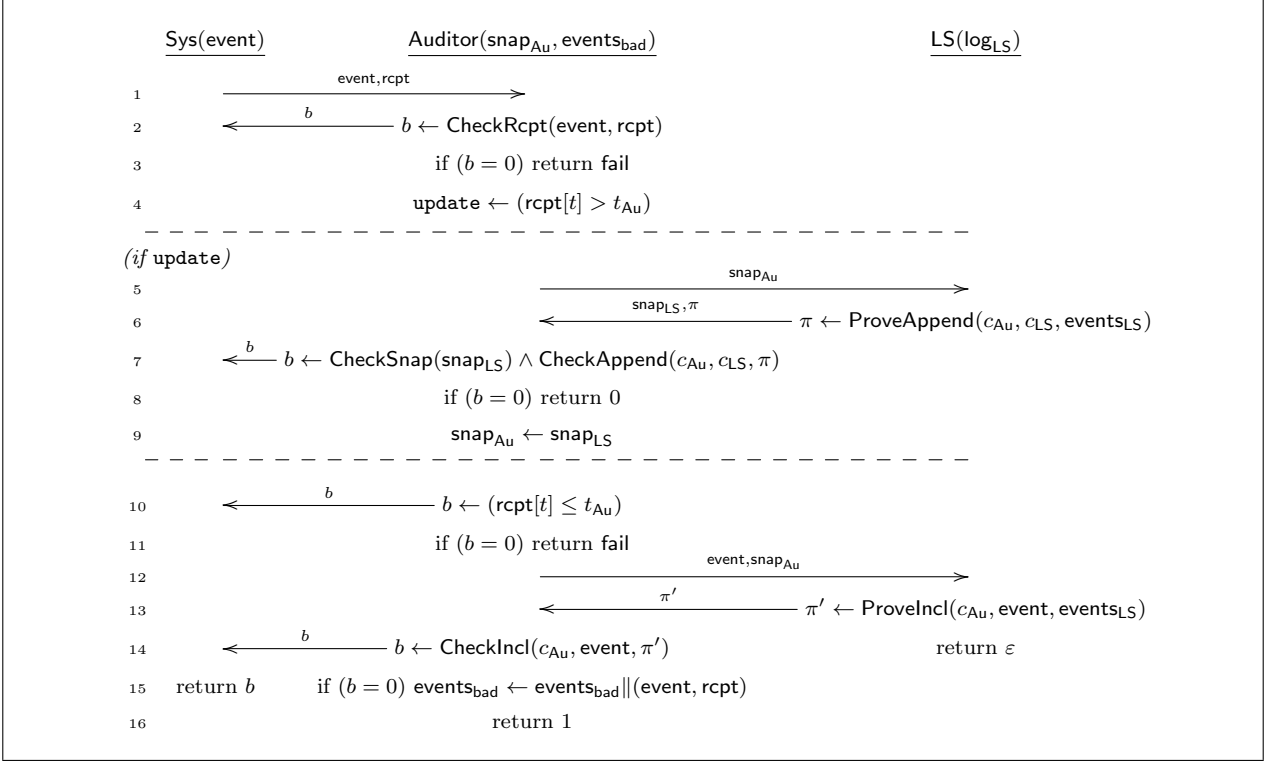 Sys(event) Auditor(snap_Au, events_bad) LS(log_LS)
1 event,rcpt
2 b b ← CheckRcpt(event, rcpt)
3 if (b = 0) return fail
4 update ← (rcpt[t] > t_Au)
(if update)
5 snap_Au
6 snap_LS,π π ← ProveAppend(c_Au, c_LS, events_LS)
7 b b ← CheckSnap(snap_LS) ∧ CheckAppend(c_Au, c_LS, π)
8 if (b = 0) return 0
9 snap_Au ← snap_LS
10 b b ← (rcpt[t] ≤ t_Au)
11 if (b = 0) return fail
12 event,snap_Au
13 π′ π′ ← ProveIncl(c_Au, event, events_LS)
14 b b ← CheckIncl(c_Au, event, π′) return ε
15 return b if (b = 0) events_bad ← events_bad‖(event, rcpt)
16 return 1